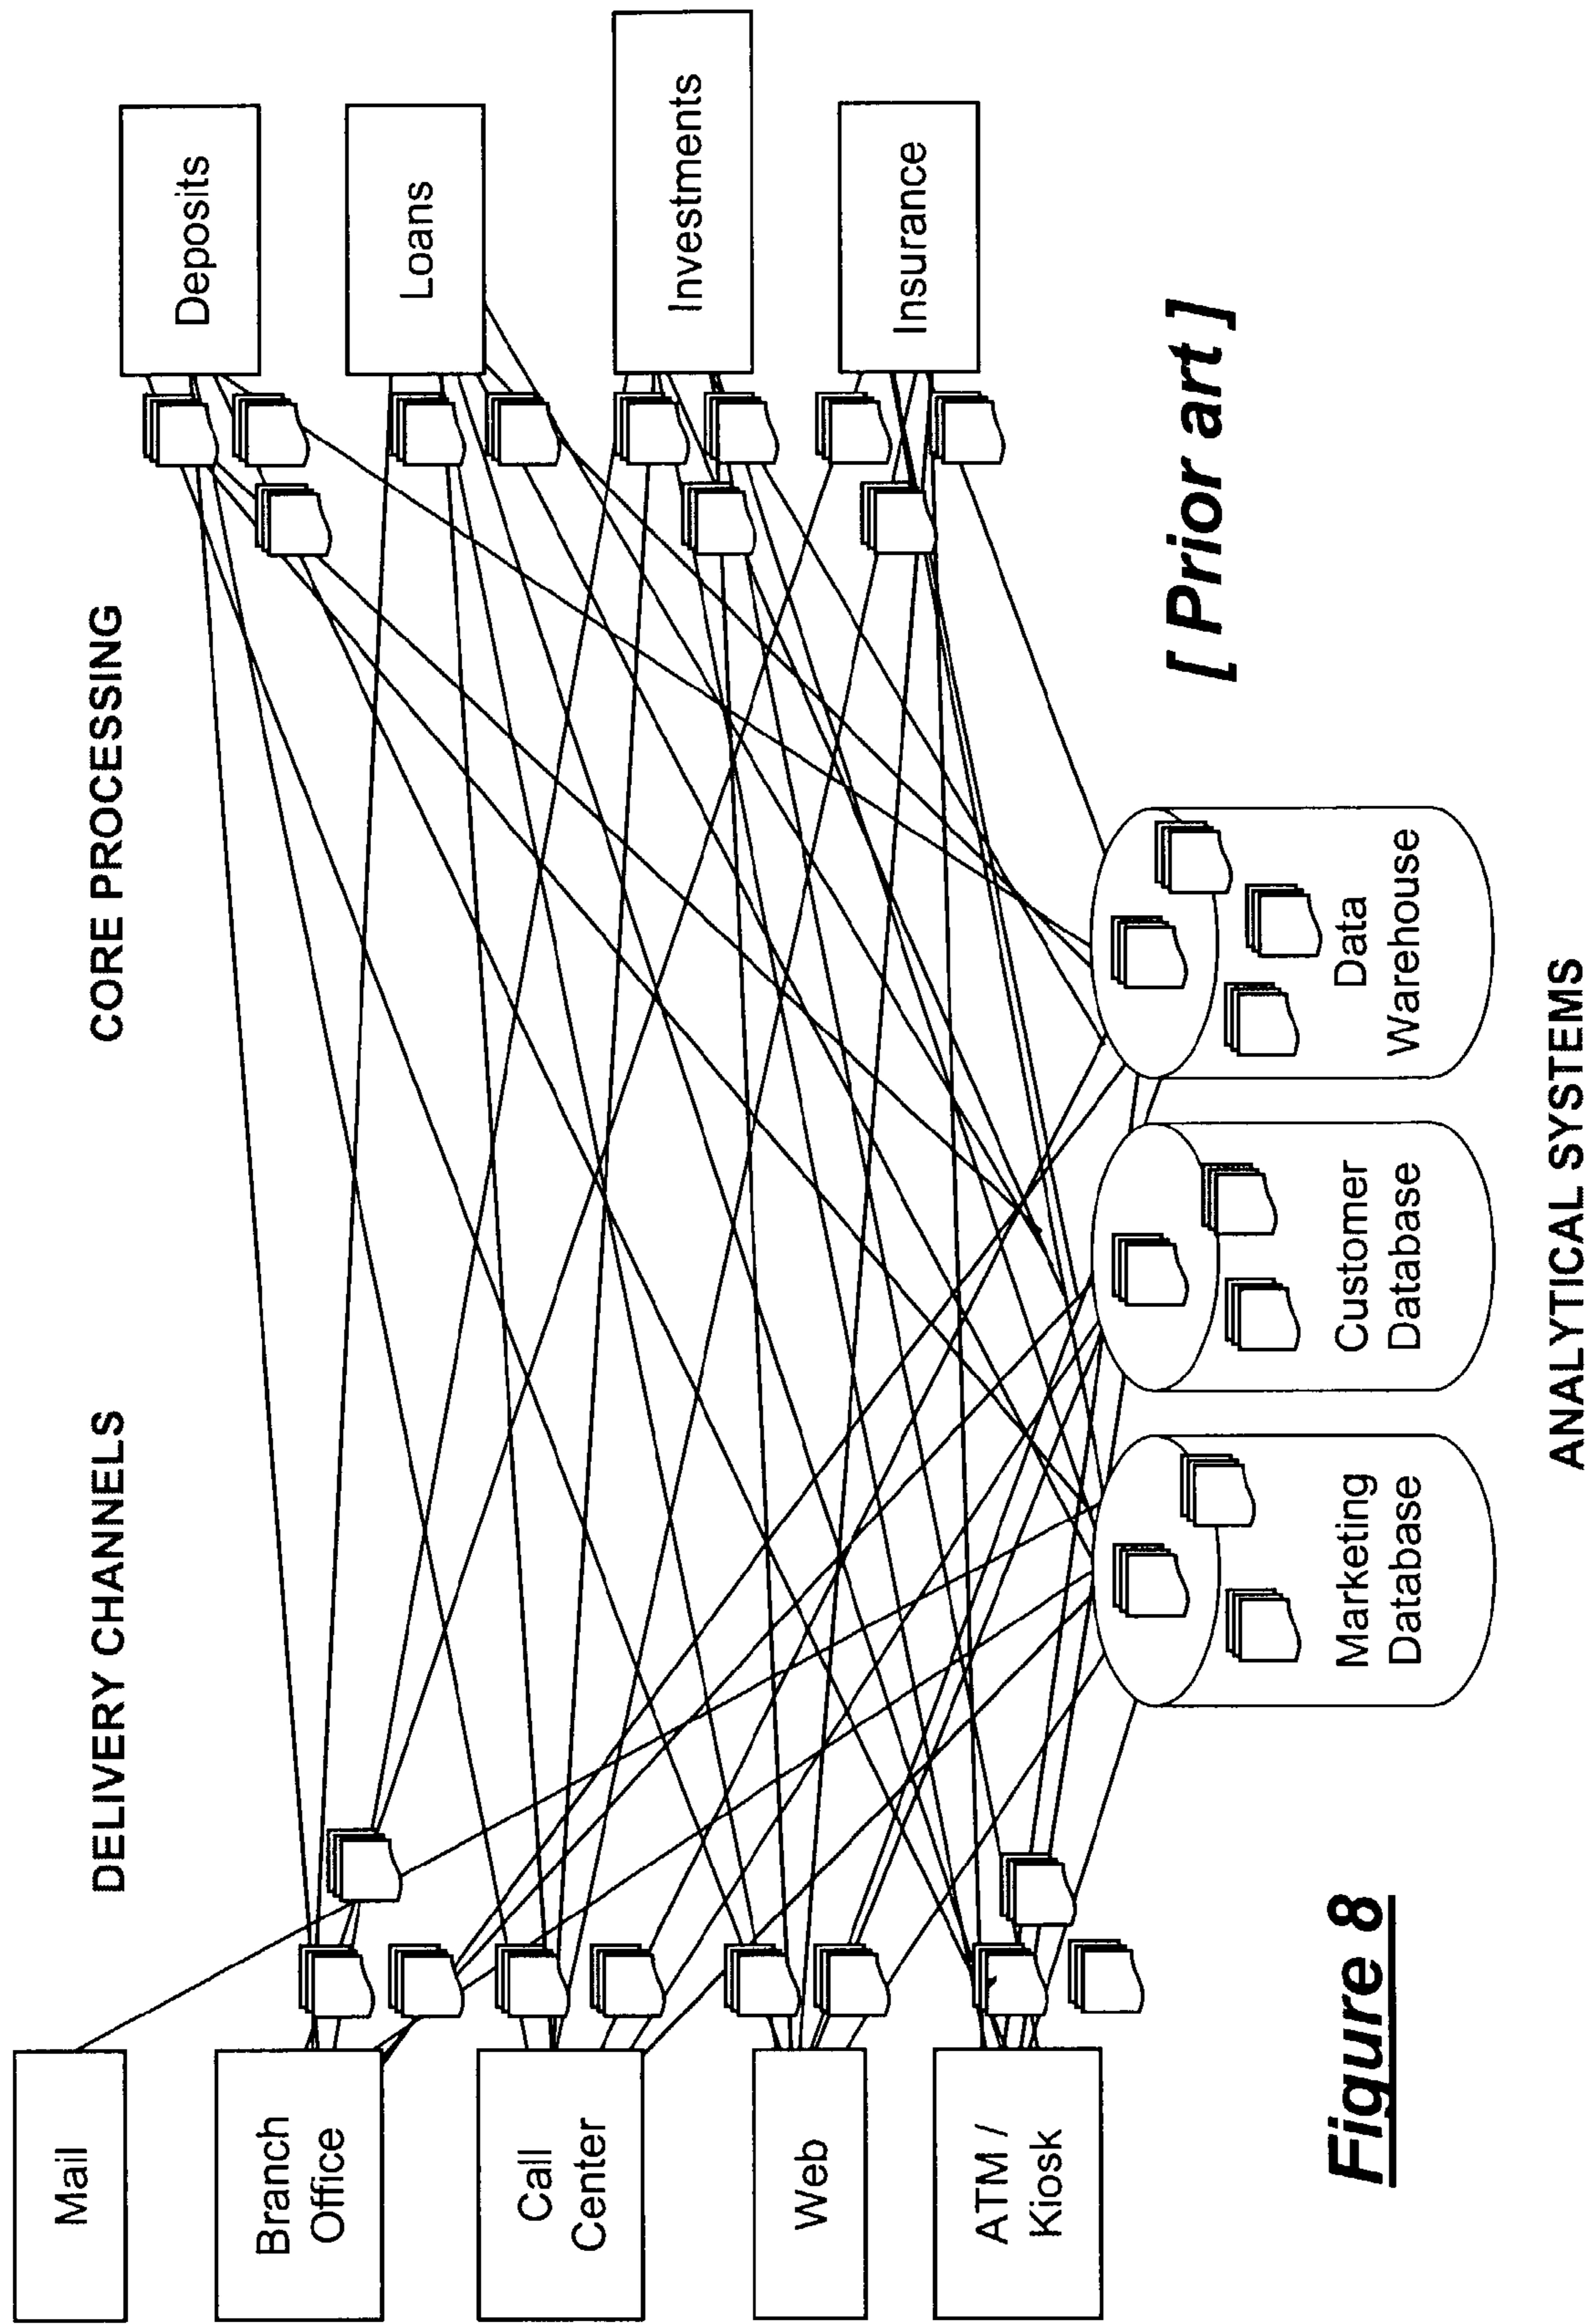 DELIVERY CHANNELS
CORE PROCESSING
Mail
Branch
Office
Call
Center
Web
ATM /
Kiosk
Deposits
Loans
Investments
Insurance
Marketing
Database
Customer
Database
Data
Warehouse
ANALYTICAL SYSTEMS
[ Prior art ]
Figure 8